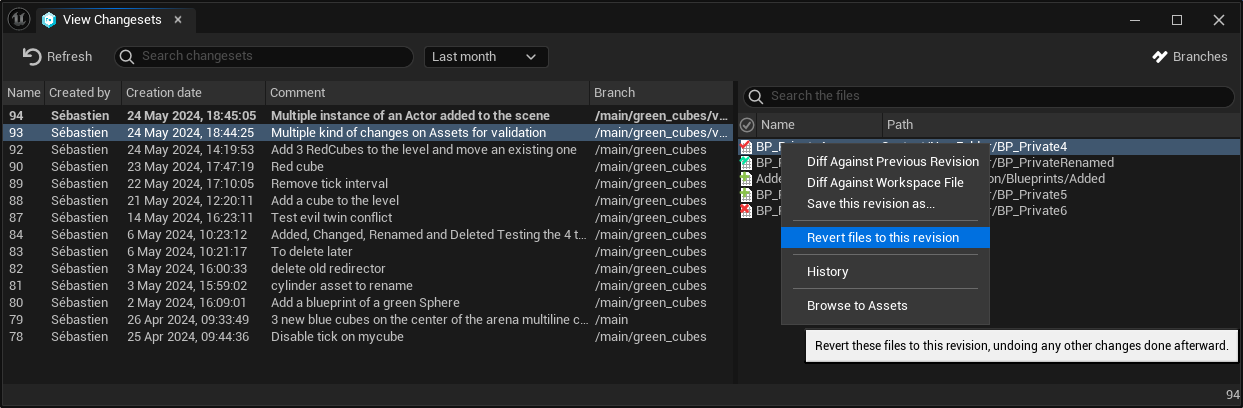 View Changesets
Refresh
Search changesets
Last month
Branches
Name Created by Creation date Comment Branch
94 Sébastien 24 May 2024, 18:45:05 Multiple instance of an Actor added to the scene /main/green_cubes/v...
93 Sébastien 24 May 2024, 18:44:25 Multiple kind of changes on Assets for validation /main/green_cubes/v...
92 Sébastien 24 May 2024, 14:19:53 Add 3 RedCubes to the level and move an existing one /main/green_cubes
90 Sébastien 23 May 2024, 17:47:19 Red cube /main/green_cubes
89 Sébastien 22 May 2024, 17:10:05 Remove tick interval /main/green_cubes
88 Sébastien 21 May 2024, 12:20:11 Add a cube to the level /main/green_cubes
87 Sébastien 14 May 2024, 16:23:11 Test evil twin conflict /main/green_cubes
84 Sébastien 6 May 2024, 10:23:12 Added, Changed, Renamed and Deleted Testing the 4 t... /main/green_cubes
83 Sébastien 6 May 2024, 10:21:17 To delete later /main/green_cubes
82 Sébastien 3 May 2024, 16:00:33 delete old redirector /main/green_cubes
81 Sébastien 3 May 2024, 15:59:02 cylinder asset to rename /main/green_cubes
80 Sébastien 2 May 2024, 16:09:01 Add a blueprint of a green Sphere /main/green_cubes
79 Sébastien 26 Apr 2024, 09:33:49 3 new blue cubes on the center of the arena multiline c... /main
78 Sébastien 25 Apr 2024, 09:44:36 Disable tick on mycube /main/green_cubes
Search the files
Name Path
/BP_Private4
/BP_PrivateRenamed
Adde /Blueprints/Added
/BP_Private5
/BP_Private6
Diff Against Previous Revision
Diff Against Workspace File
Save this revision as...
Revert files to this revision
History
Browse to Assets
Revert these files to this revision, undoing any other changes done afterward.
94